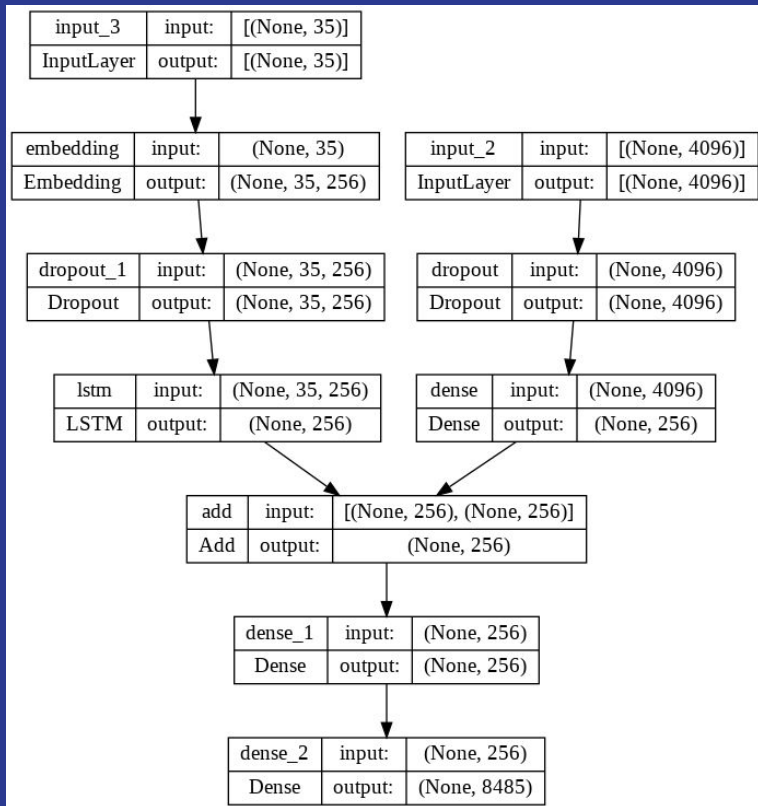 input_3 input: [(None, 35)]
InputLayer output: [(None, 35)]
embedding input: (None, 35)
Embedding output: (None, 35, 256)
input_2 input: [(None, 4096)]
InputLayer output: [(None, 4096)]
dropout_1 input: (None, 35, 256)
Dropout output: (None, 35, 256)
dropout input: (None, 4096)
Dropout output: (None, 4096)
lstm input: (None, 35, 256)
LSTM output: (None, 256)
dense input: (None, 4096)
Dense output: (None, 256)
add input: [(None, 256), (None, 256)]
Add output: (None, 256)
dense_1 input: (None, 256)
Dense output: (None, 256)
dense_2 input: (None, 256)
Dense output: (None, 8485)